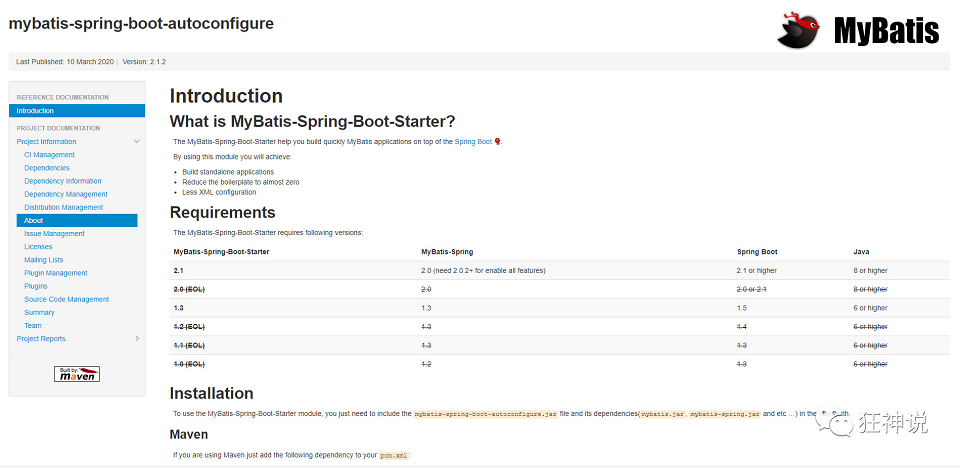 mybatis-spring-boot-autoconfigure
MyBatis
Last Published: 10 March 2020 | Version: 2.1.2
REFERENCE DOCUMENTATION
Introduction
PROJECT DOCUMENTATION
Project Information
CI Management
Dependencies
Dependency Information
Dependency Management
Distribution Management
About
Issue Management
Licenses
Mailing Lists
Plugin Management
Plugins
Source Code Management
Summary
Team
Project Reports
Built by:
maven
Introduction
What is MyBatis-Spring-Boot-Starter?
The MyBatis-Spring-Boot-Starter help you build quickly MyBatis applications on top of the Spring Boot
By using this module you will achieve:
• Build standalone applications
• Reduce the boilerplate to almost zero
• Less XML configuration
Requirements
The MyBatis-Spring-Boot-Starter requires following versions:
MyBatis-Spring-Boot-Starter MyBatis-Spring Spring Boot Java
2.1 2.0 (need 2.0.2+ for enable all features) 2.1 or higher 8 or higher
2.0 (EOL) 2.0 2.0 or 2.1 8 or higher
1.3 1.3 1.5 6 or higher
1.2 (EOL) 1.3 1.4 6 or higher
1.1 (EOL) 1.3 1.3 6 or higher
1.0 (EOL) 1.2 1.3 6 or higher
Installation
To use the MyBatis-Spring-Boot-Starter module, you just need to include the mybatis-spring-boot-autoconfigure.jar file and its dependencies(mybatis.jar, mybatis-spring.jar and etc ...) in the
狂神说
Maven
If you are using Maven just add the following dependency to your pom.xml: